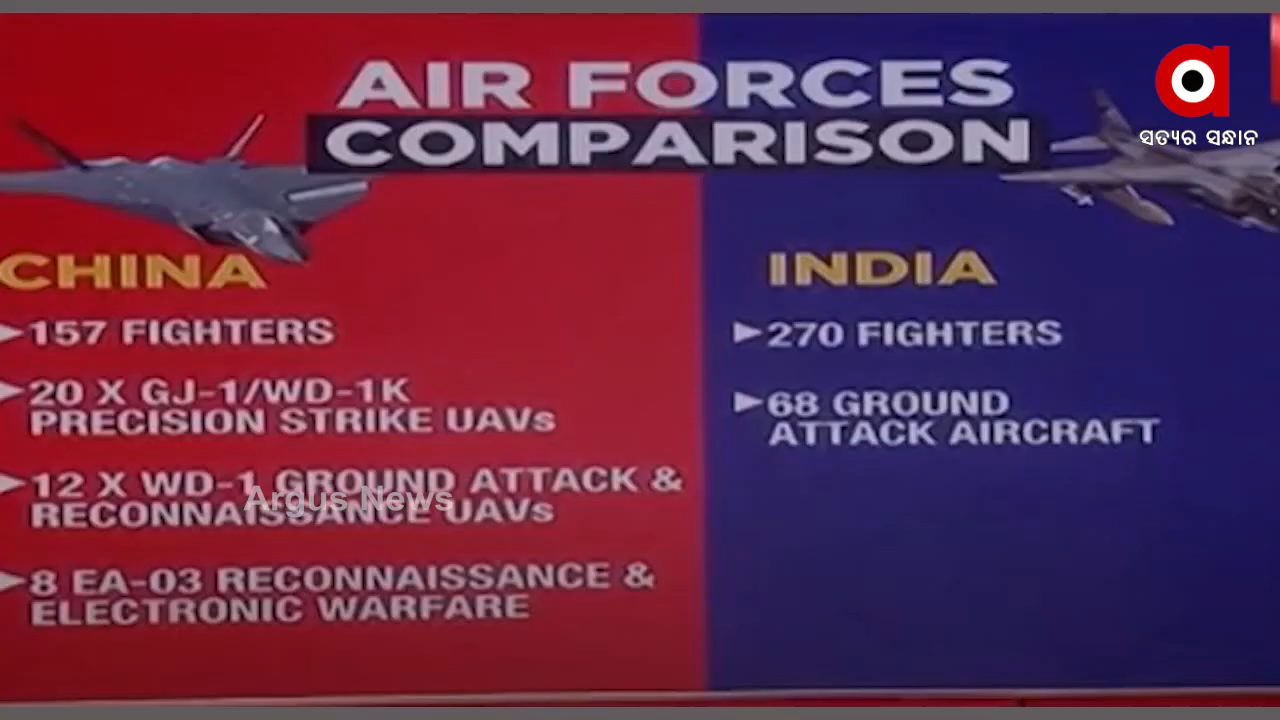 AIR FORCES
COMPARISON
ସତ୍ୟର ସନ୍ଧାନ
CHINA
►157 FIGHTERS
►20 X GJ-1/WD-1K
PRECISION STRIKE UAVs
►12 X WD-1 GROUND ATTACK &
RECONNAISSANCE UAVs
►8 EA-03 RECONNAISSANCE &
ELECTRONIC WARFARE
INDIA
►270 FIGHTERS
►68 GROUND
ATTACK AIRCRAFT
Argus News